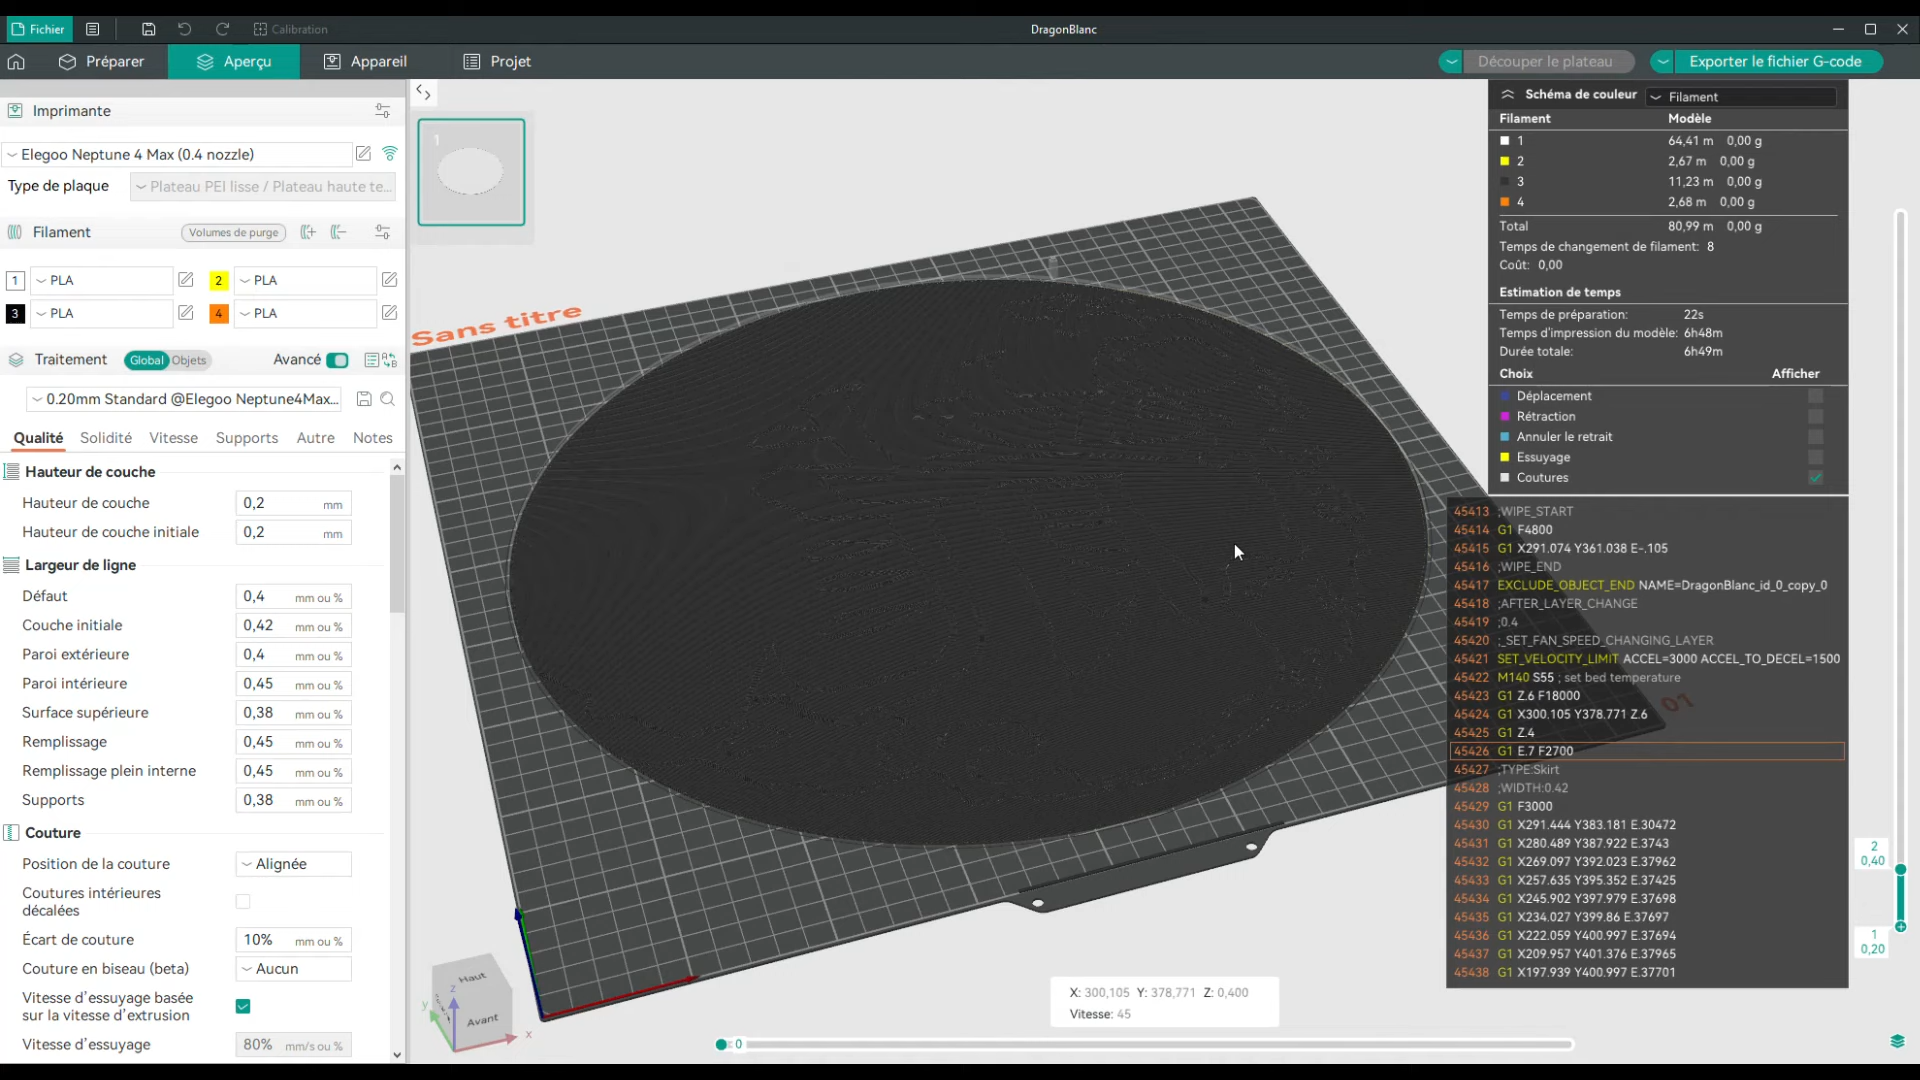 Fichier
Calibration
DragonBlanc
Préparer
Aperçu
Appareil
Projet
Découper le plateau
Exporter le fichier G-code
Imprimante
Elegoo Neptune 4 Max (0.4 nozzle)
Type de plaque
Plateau PEI lisse / Plateau haute te...
Filament
Volumes de purge
1 PLA
2 PLA
3 PLA
4 PLA
Traitement
Global
Objets
Avancé
0.20mm Standard @Elegoo Neptune4Max...
Qualité
Solidité
Vitesse
Supports
Autre
Notes
Hauteur de couche
Hauteur de couche 0,2 mm
Hauteur de couche initiale 0,2 mm
Largeur de ligne
Défaut 0,4 mm ou %
Couche initiale 0,42 mm ou %
Paroi extérieure 0,4 mm ou %
Paroi intérieure 0,45 mm ou %
Surface supérieure 0,38 mm ou %
Remplissage 0,45 mm ou %
Remplissage plein interne 0,45 mm ou %
Supports 0,38 mm ou %
Couture
Position de la couture Alignée
Coutures intérieures
décalées
Écart de couture 10% mm ou %
Couture en biseau (beta) Aucun
Vitesse d'essuyage basée
sur la vitesse d'extrusion
Vitesse d'essuyage 80% mm/s ou %
1
Sans titre
01
Haut
Avant
z
y
x
X: 300,105 Y: 378,771 Z: 0,400
Vitesse: 45
0
Schéma de couleur Filament
Filament Modèle
1 64,41 m 0,00 g
2 2,67 m 0,00 g
3 11,23 m 0,00 g
4 2,68 m 0,00 g
Total 80,99 m 0,00 g
Temps de changement de filament: 8
Coût: 0,00
Estimation de temps
Temps de préparation: 22s
Temps d'impression du modèle: 6h48m
Durée totale: 6h49m
Choix Afficher
Déplacement
Rétraction
Annuler le retrait
Essuyage
Coutures
45413 ;WIPE_START
45414 G1 F4800
45415 G1 X291.074 Y361.038 E-.105
45416 ;WIPE_END
45417 EXCLUDE_OBJECT_END NAME=DragonBlanc_id_0_copy_0
45418 ;AFTER_LAYER_CHANGE
45419 ;0.4
45420 ;_SET_FAN_SPEED_CHANGING_LAYER
45421 SET_VELOCITY_LIMIT ACCEL=3000 ACCEL_TO_DECEL=1500
45422 M140 S55 ; set bed temperature
45423 G1 Z.6 F18000
45424 G1 X300.105 Y378.771 Z.6
45425 G1 Z.4
45426 G1 E.7 F2700
45427 ;TYPE:Skirt
45428 ;WIDTH:0.42
45429 G1 F3000
45430 G1 X291.444 Y383.181 E.30472
45431 G1 X280.489 Y387.922 E.3743
45432 G1 X269.097 Y392.023 E.37962
45433 G1 X257.635 Y395.352 E.37425
45434 G1 X245.902 Y397.979 E.37698
45435 G1 X234.027 Y399.86 E.37697
45436 G1 X222.059 Y400.997 E.37694
45437 G1 X209.957 Y401.376 E.37965
45438 G1 X197.939 Y400.997 E.37701
2
0,40
1
0,20